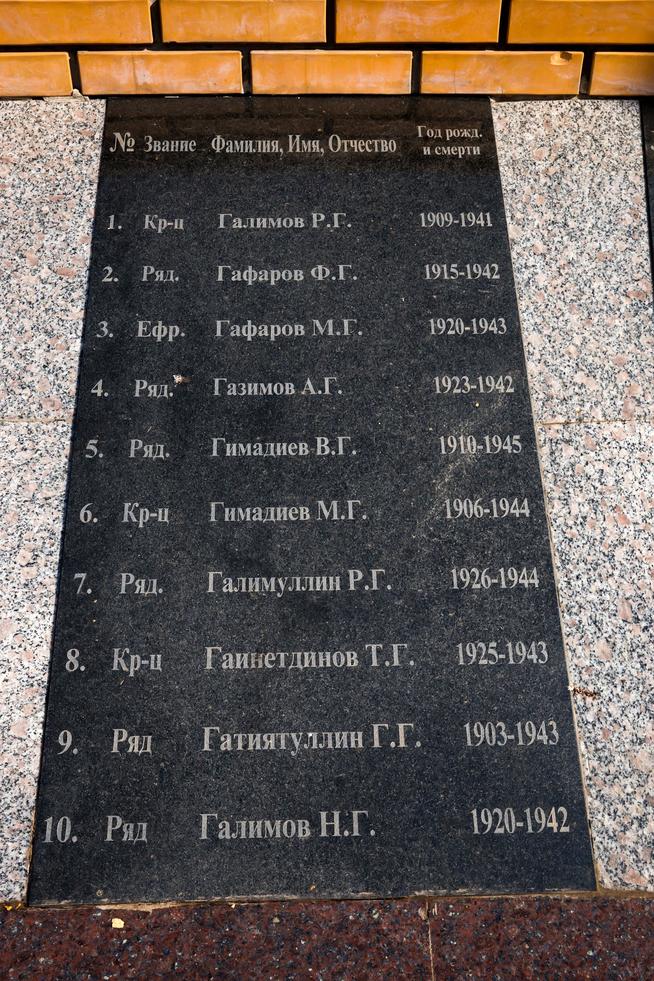 № Звание Фамилия, Имя, Отчество Год рожд. и смерти
1. Кр-ц Галимов Р.Г. 1909-1941
2. Ряд. Гафаров Ф.Г. 1915-1942
3. Ефр. Гафаров М.Г. 1920-1943
4. Ряд. Газимов А.Г. 1923-1942
5. Ряд. Гимадиев В.Г. 1910-1945
6. Кр-ц Гимадиев М.Г. 1906-1944
7. Ряд. Галимуллин Р.Г. 1926-1944
8. Кр-ц Гаинетдинов Т.Г. 1925-1943
9. Ряд Гатиятуллин Г.Г. 1903-1943
10. Ряд Галимов Н.Г. 1920-1942